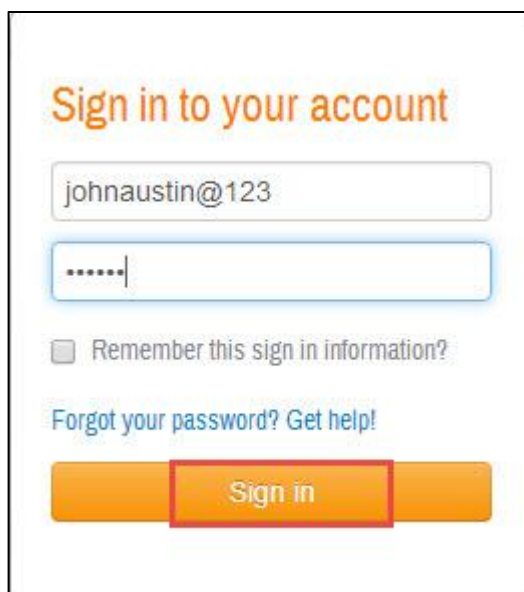 Sign in to your account
johnaustin@123
••••••
Remember this sign in information?
Forgot your password? Get help!
Sign in